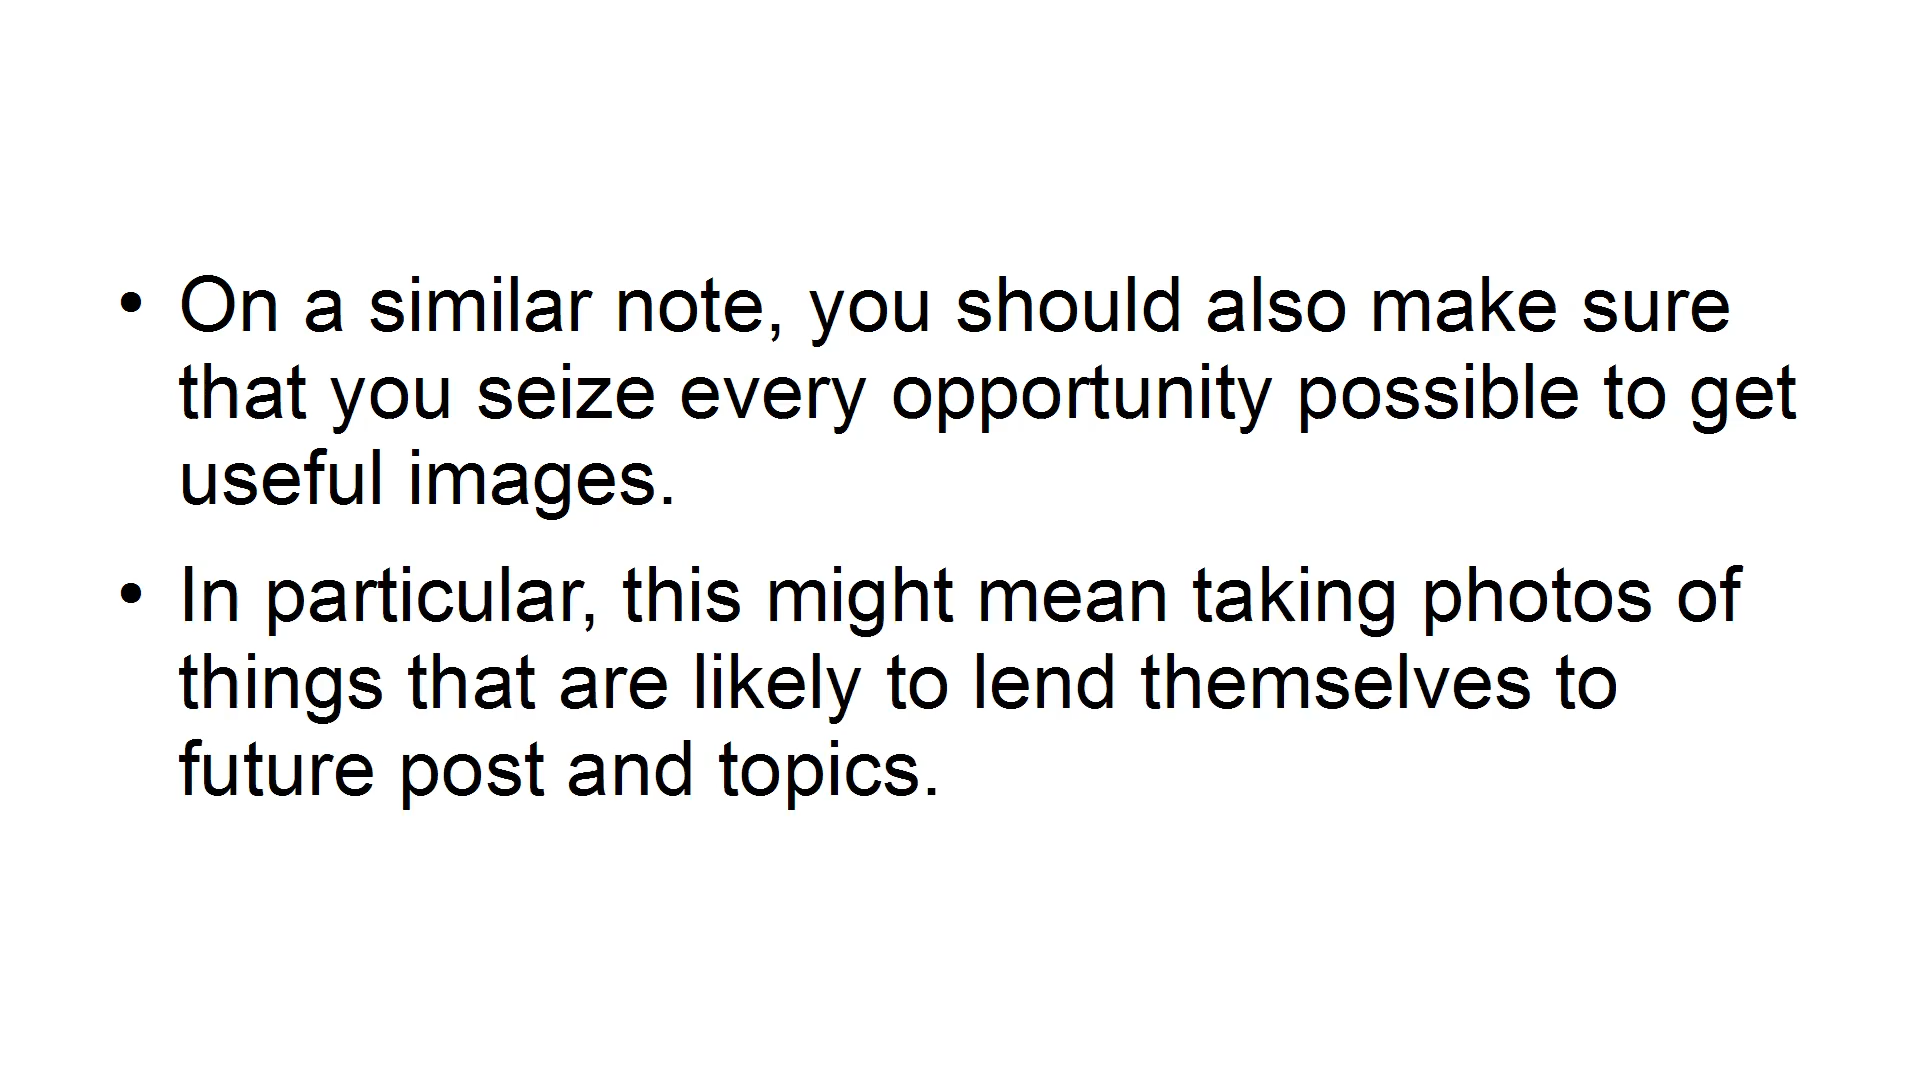 • On a similar note, you should also make sure
that you seize every opportunity possible to get
useful images.
• In particular, this might mean taking photos of
things that are likely to lend themselves to
future post and topics.